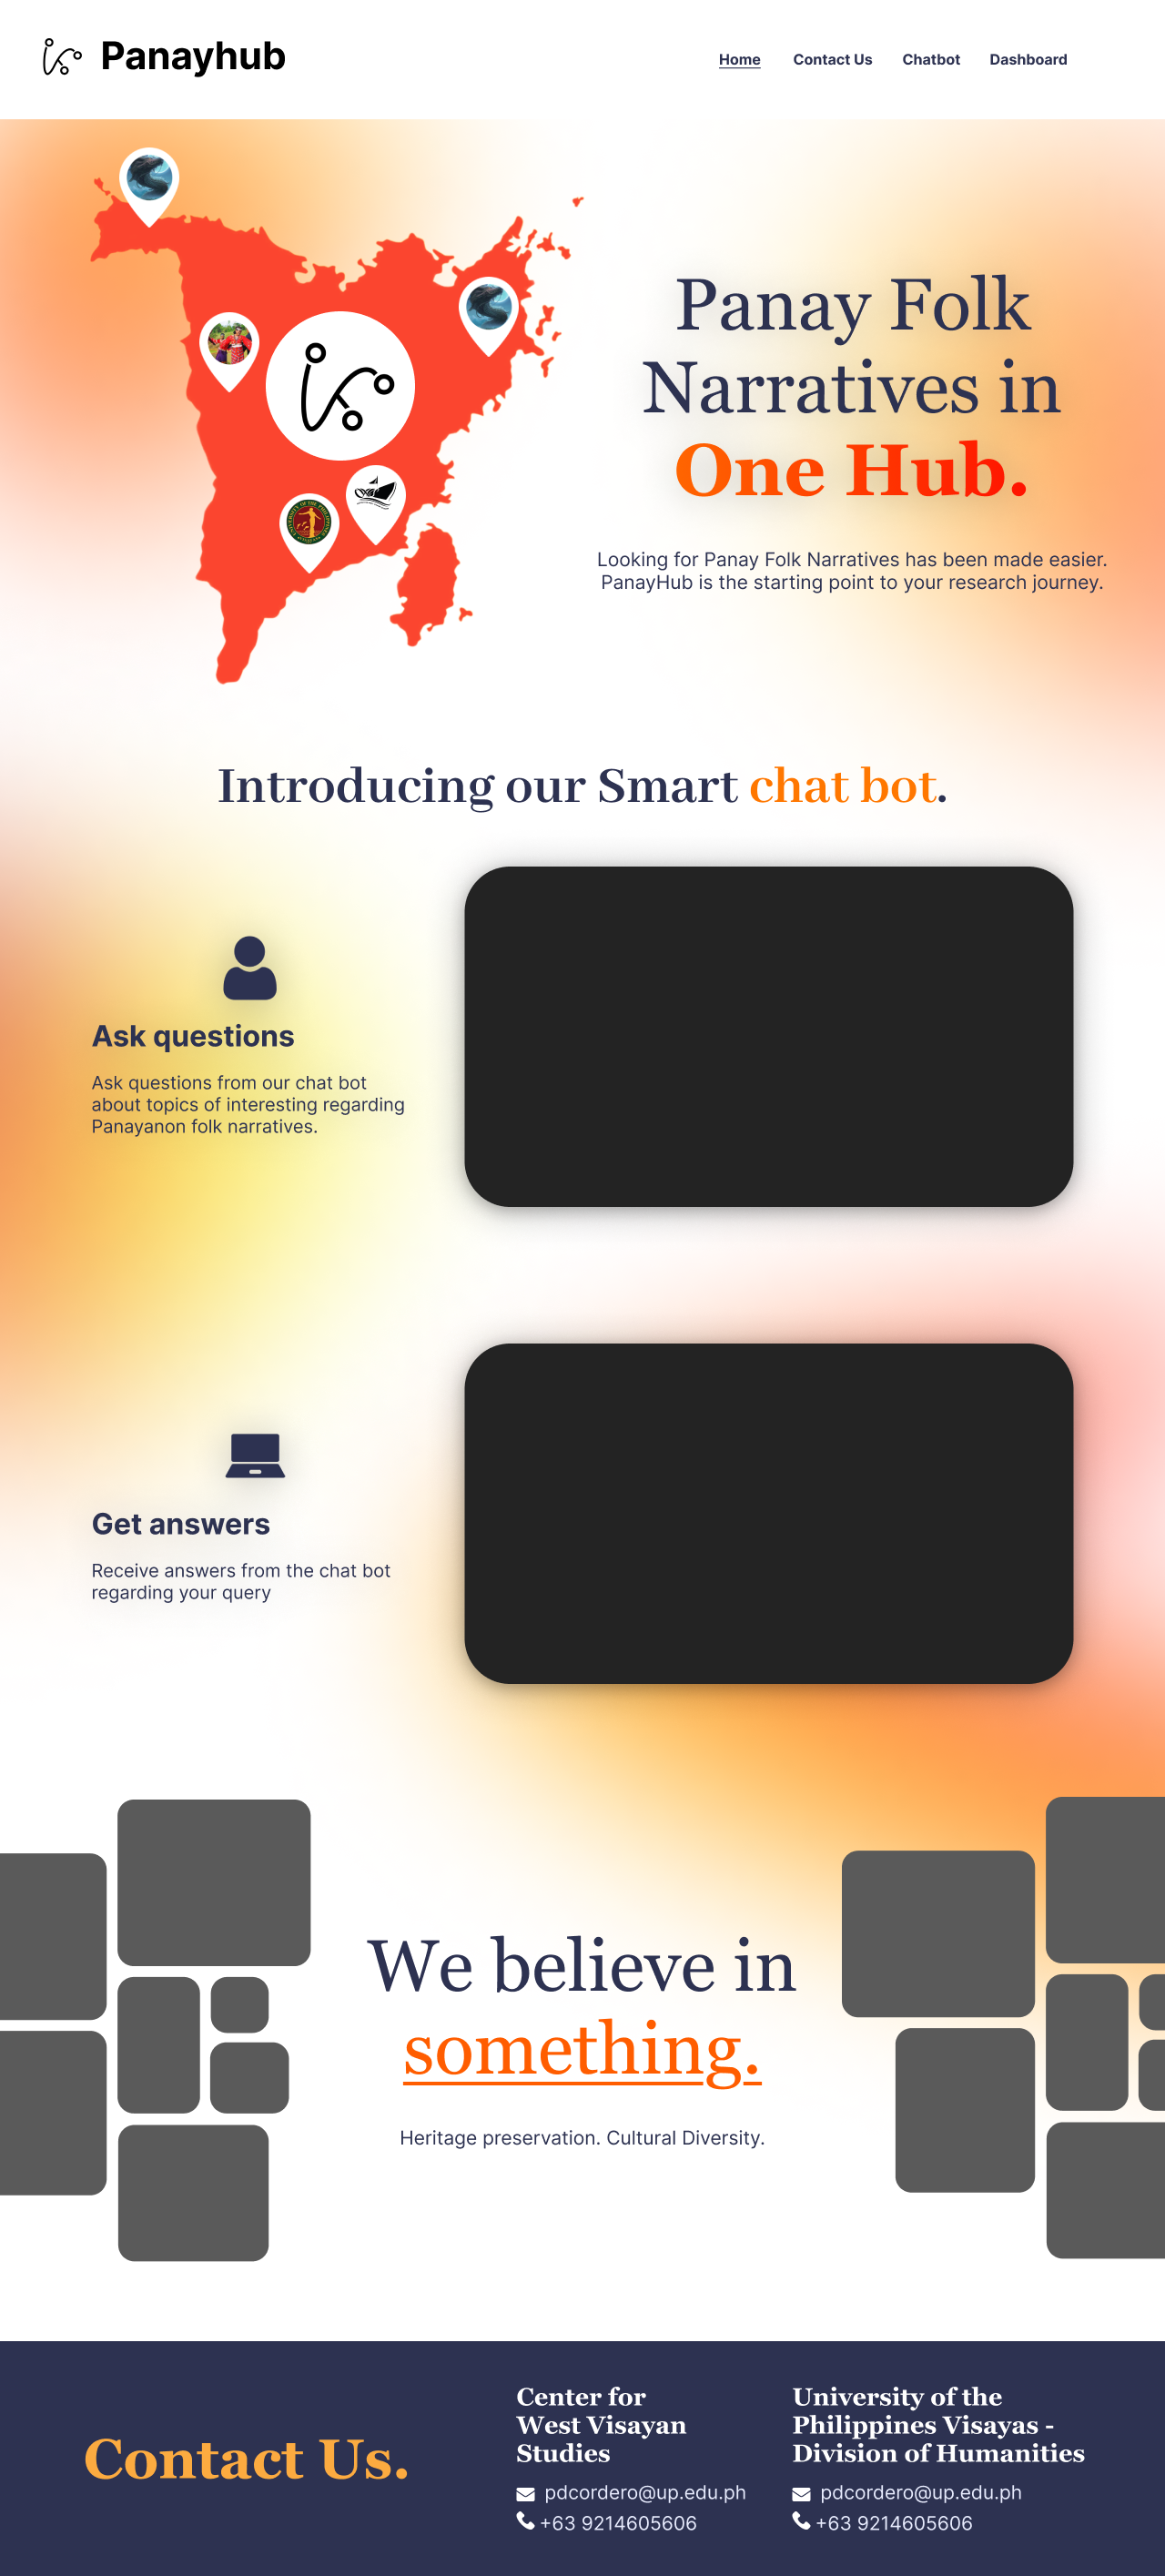 Panayhub
Home
Contact Us
Chatbot
Dashboard
Panay Folk
Narratives in
One Hub.
Looking for Panay Folk Narratives has been made easier.
PanayHub is the starting point to your research journey.
Introducing our Smart chat bot.
Ask questions
Ask questions from our chat bot
about topics of interesting regarding
Panayanon folk narratives.
Get answers
Receive answers from the chat bot
regarding your query
We believe in
something.
Heritage preservation. Cultural Diversity.
Contact Us.
Center for
West Visayan
Studies
pdcordero@up.edu.ph
+63 9214605606
University of the
Philippines Visayas -
Division of Humanities
pdcordero@up.edu.ph
+63 9214605606